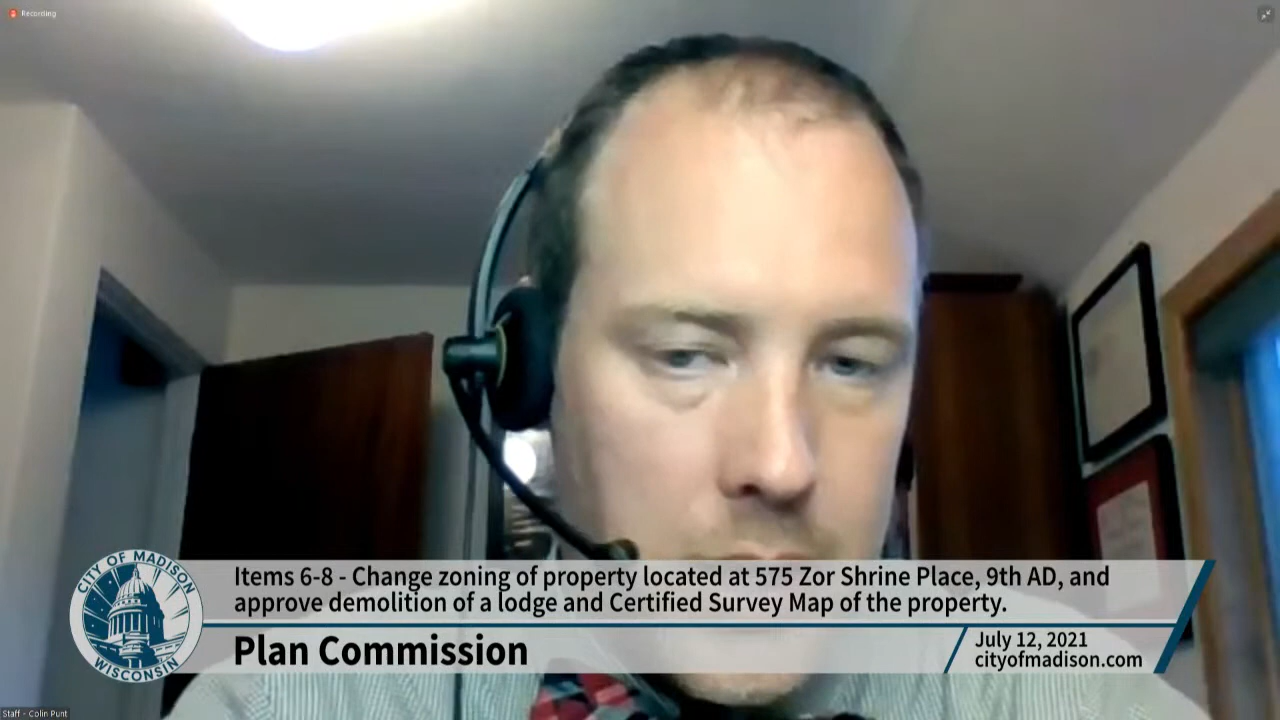 Recording
CITY OF MADISON
WISCONSIN
Items 6-8 - Change zoning of property located at 575 Zor Shrine Place, 9th AD, and
approve demolition of a lodge and Certified Survey Map of the property.
Plan Commission
July 12, 2021
cityofmadison.com
Staff - Colin Punt